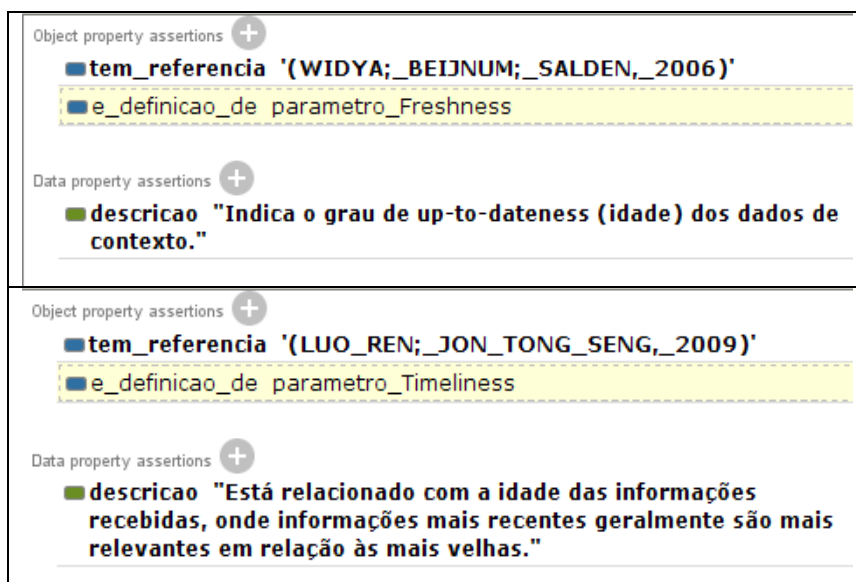 Object property assertions
tem_referencia '(WIDYA;_BEIJNUM;_SALDEN,_2006)'
e_definicao_de parametro_Freshness
Data property assertions
descricao "Indica o grau de up-to-dateness (idade) dos dados de
contexto."
Object property assertions
tem_referencia '(LUO_REN;_JON_TONG_SENG,_2009)'
e_definicao_de parametro_Timeliness
Data property assertions
descricao "Está relacionado com a idade das informações
recebidas, onde informações mais recentes geralmente são mais
relevantes em relação às mais velhas."